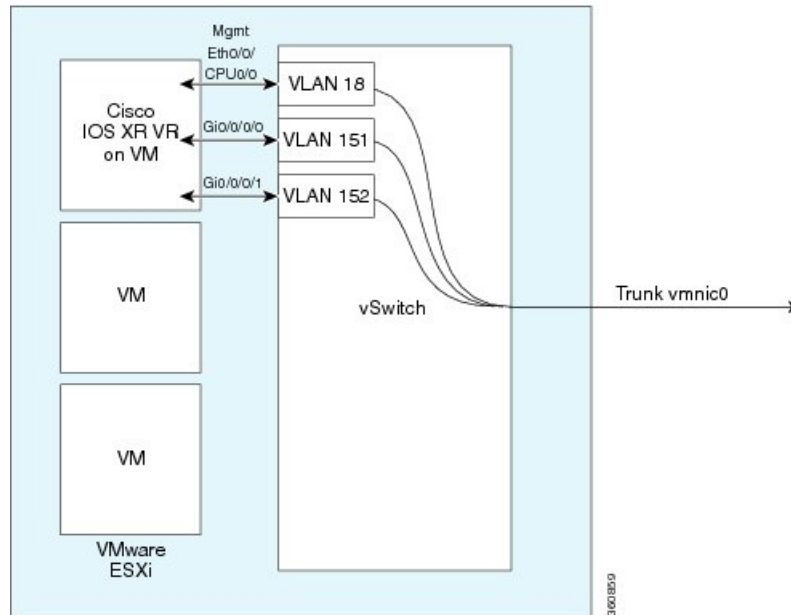 Mgmt
Eth0/0/
CPU0/0
VLAN 18
Cisco
IOS XR VR
on VM
Gi0/0/0/0
VLAN 151
Gi0/0/0/1
VLAN 152
VM
vSwitch
Trunk vmnic0
VM
VMware
ESXi
360859